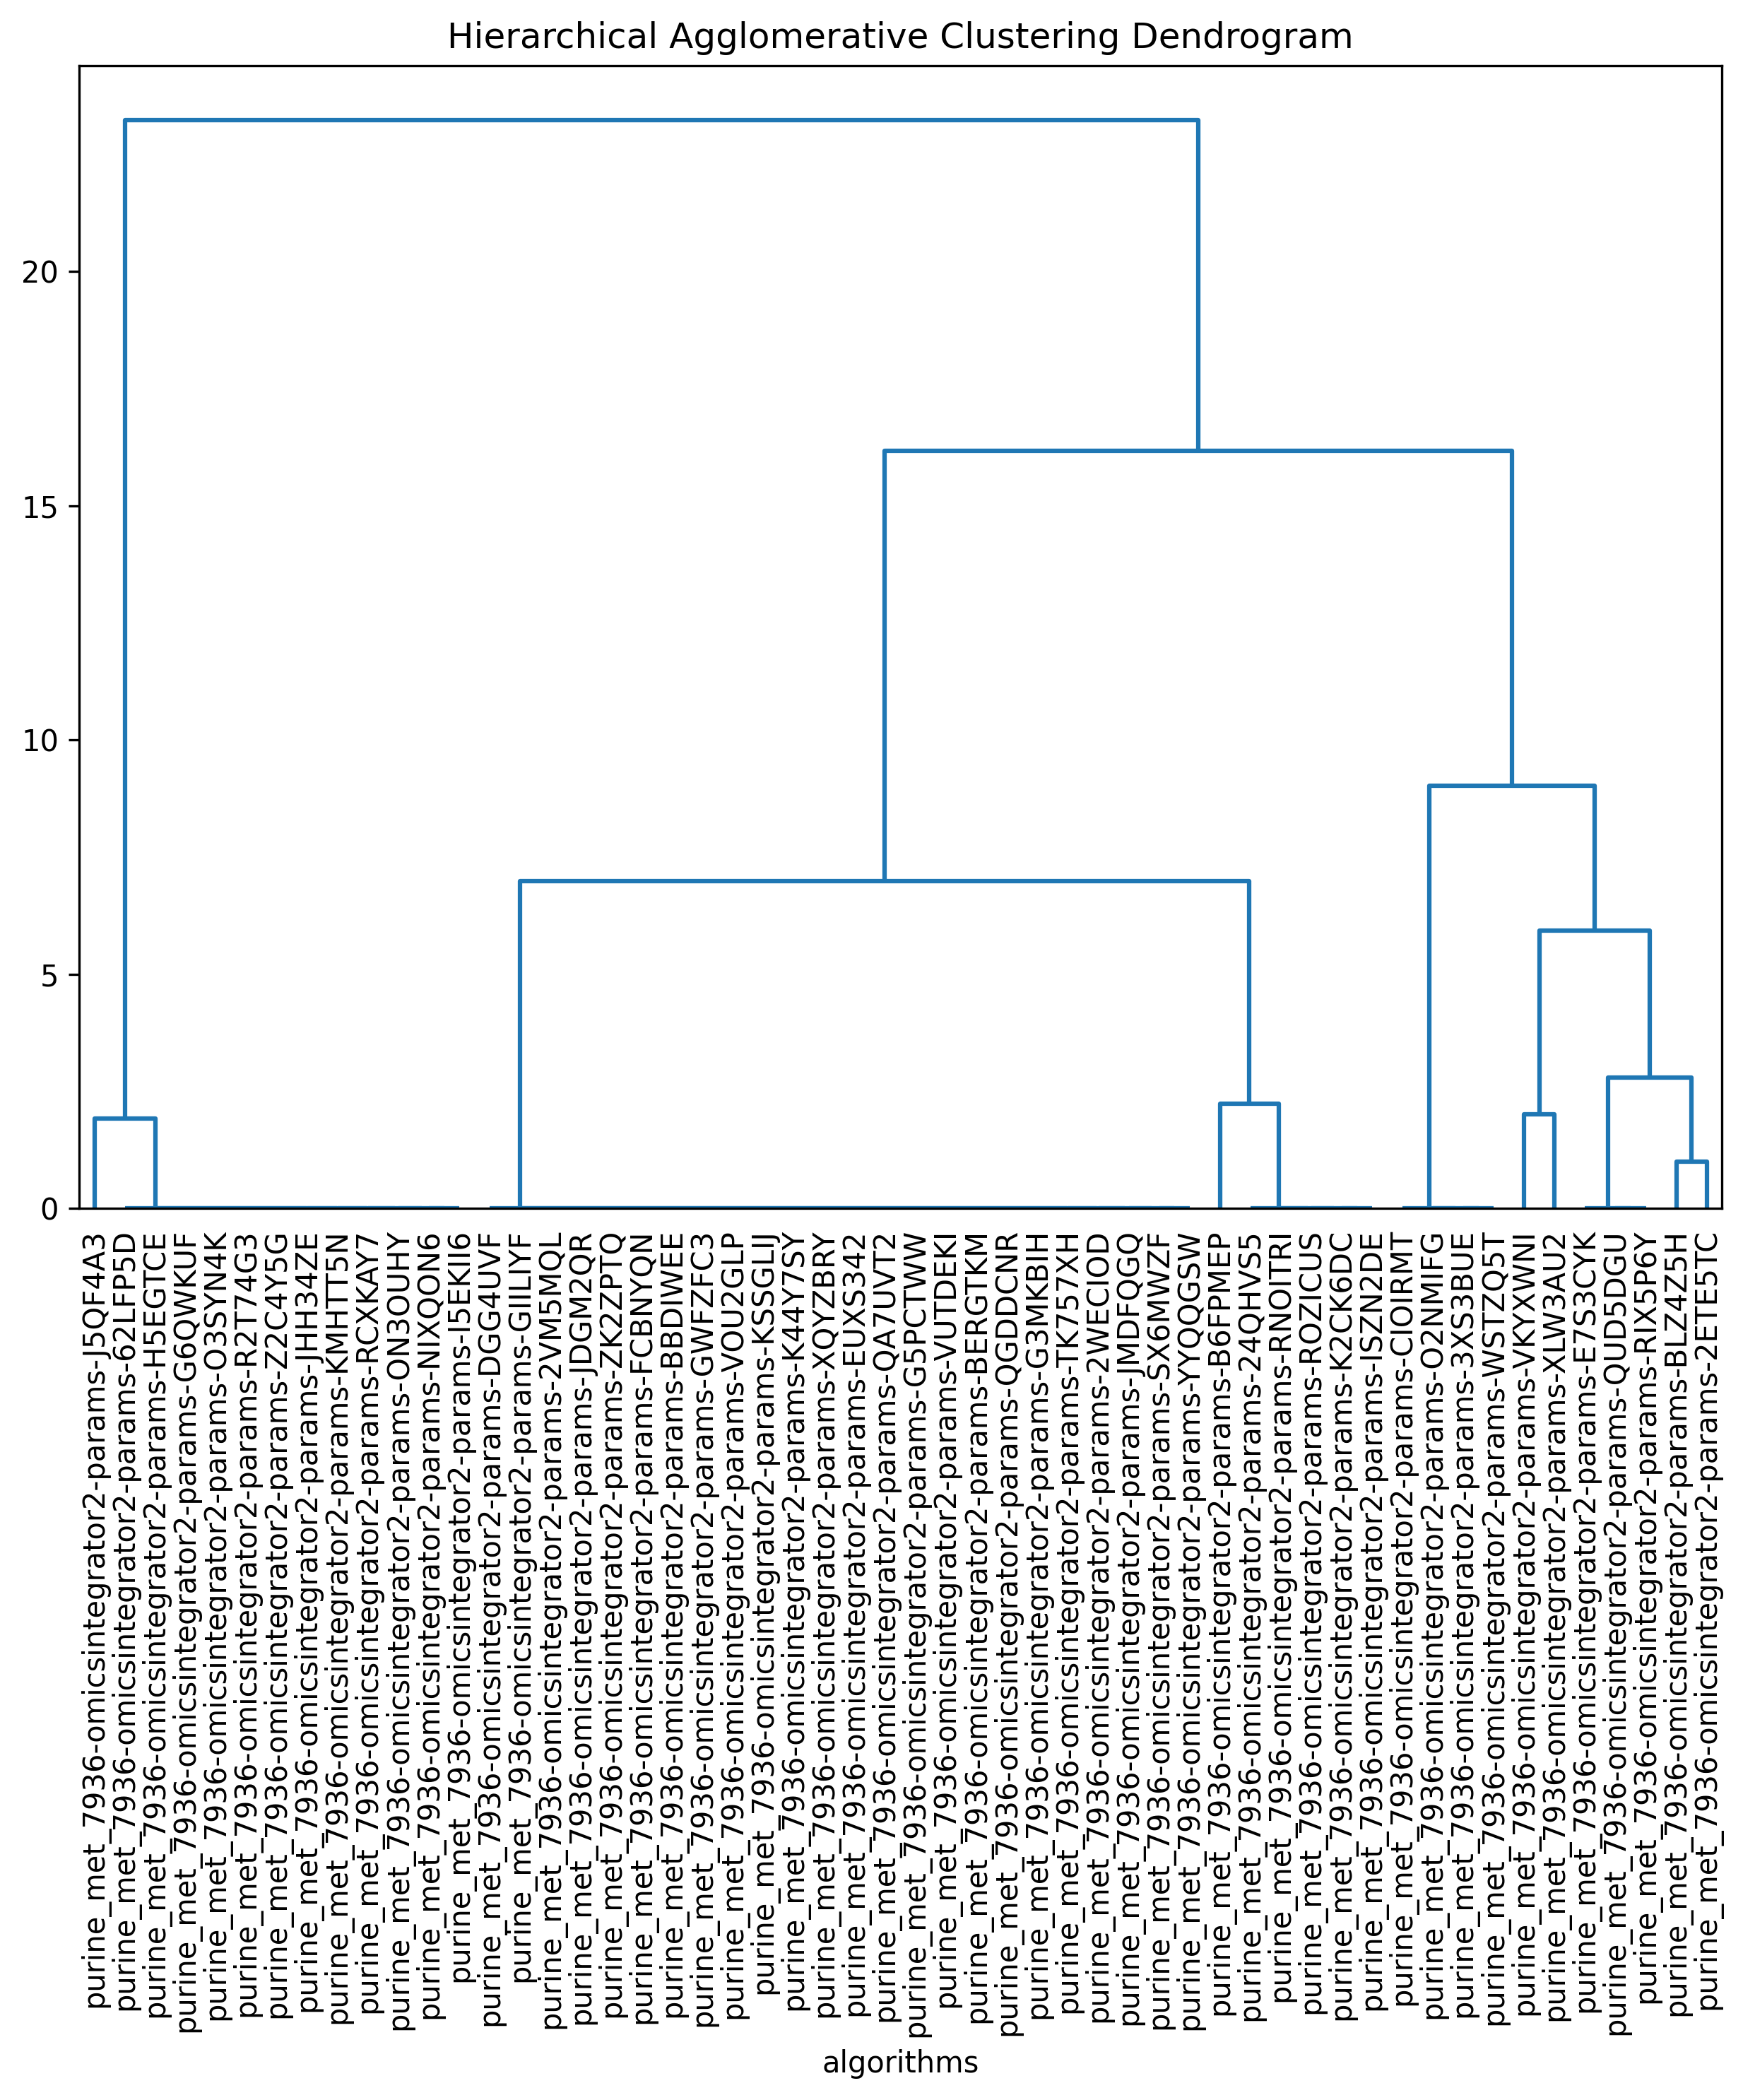 Hierarchical Agglomerative Clustering Dendrogram
20
15
10
5
0
purine_met_7936-omicsintegrator2-params-J5QF4A3
purine_met_7936-omicsintegrator2-params-62LFP5D
purine_met_7936-omicsintegrator2-params-H5EGTCE
purine_met_7936-omicsintegrator2-params-G6QWKUF
purine_met_7936-omicsintegrator2-params-O3SYN4K
purine_met_7936-omicsintegrator2-params-R2T74G3
purine_met_7936-omicsintegrator2-params-Z2C4Y5G
purine_met_7936-omicsintegrator2-params-JHH34ZE
purine_met_7936-omicsintegrator2-params-KMHTT5N
purine_met_7936-omicsintegrator2-params-RCXKAY7
purine_met_7936-omicsintegrator2-params-ON3OUHY
purine_met_7936-omicsintegrator2-params-NIXQON6
purine_met_7936-omicsintegrator2-params-I5EKII6
purine_met_7936-omicsintegrator2-params-DGG4UVF
purine_met_7936-omicsintegrator2-params-GIILIYF
purine_met_7936-omicsintegrator2-params-2VM5MQL
purine_met_7936-omicsintegrator2-params-JDGM2QR
purine_met_7936-omicsintegrator2-params-ZK2ZPTQ
purine_met_7936-omicsintegrator2-params-FCBNYQN
purine_met_7936-omicsintegrator2-params-BBDIWEE
purine_met_7936-omicsintegrator2-params-GWFZFC3
purine_met_7936-omicsintegrator2-params-VOU2GLP
purine_met_7936-omicsintegrator2-params-KSSGLIJ
purine_met_7936-omicsintegrator2-params-K44Y7SY
purine_met_7936-omicsintegrator2-params-XQYZBRY
purine_met_7936-omicsintegrator2-params-EUXS342
purine_met_7936-omicsintegrator2-params-QA7UVT2
purine_met_7936-omicsintegrator2-params-G5PCTWW
purine_met_7936-omicsintegrator2-params-VUTDEKI
purine_met_7936-omicsintegrator2-params-BERGTKM
purine_met_7936-omicsintegrator2-params-QGDDCNR
purine_met_7936-omicsintegrator2-params-G3MKBIH
purine_met_7936-omicsintegrator2-params-TK757XH
purine_met_7936-omicsintegrator2-params-2WECIOD
purine_met_7936-omicsintegrator2-params-JMDFQGQ
purine_met_7936-omicsintegrator2-params-SX6MWZF
purine_met_7936-omicsintegrator2-params-YYQQGSW
purine_met_7936-omicsintegrator2-params-B6FPMEP
purine_met_7936-omicsintegrator2-params-24QHVS5
purine_met_7936-omicsintegrator2-params-RNOITRI
purine_met_7936-omicsintegrator2-params-ROZICUS
purine_met_7936-omicsintegrator2-params-K2CK6DC
purine_met_7936-omicsintegrator2-params-ISZN2DE
purine_met_7936-omicsintegrator2-params-CIOIRMT
purine_met_7936-omicsintegrator2-params-O2NMIFG
purine_met_7936-omicsintegrator2-params-3XS3BUE
purine_met_7936-omicsintegrator2-params-WSTZQ5T
purine_met_7936-omicsintegrator2-params-VKYXWNI
purine_met_7936-omicsintegrator2-params-XLW3AU2
purine_met_7936-omicsintegrator2-params-E7S3CYK
purine_met_7936-omicsintegrator2-params-QUD5DGU
purine_met_7936-omicsintegrator2-params-RIX5P6Y
purine_met_7936-omicsintegrator2-params-BLZ4Z5H
purine_met_7936-omicsintegrator2-params-2ETE5TC
algorithms